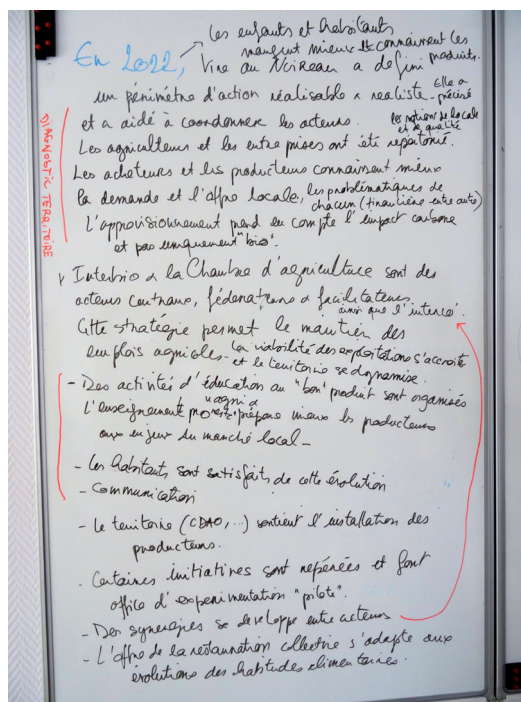 Les enfants et habitants
mangent mieux et connaissent les
produits.
En 2022, Vire au Noireau a défini
un périmètre d'action réalisable & réaliste - Elle a
précisé
les notions de locale
et de qualité
et a aidé à coordonner les acteurs.
Les agriculteurs et les entreprises ont été répertorié.
Les acheteurs et les producteurs connaissent mieux
la demande et l'offre locale, les problématiques de
chacun (financières entre autre)
L'approvisionnement prend en compte l'impact carbone
et pas uniquement "bio".
DIAGNOSTIC TERRITOIRE
Interbio & la Chambre d'agriculture sont des
acteurs centraux, fédérateurs & facilitateurs
ainsi que l'interco.
Cette stratégie permet le maintien des
emplois agricoles - la viabilité des exploitations s'accroite
et le territoire se dynamise.
- Des activités d'éducation au "bon" produit sont organisés
L'enseignement prépare mieux les producteurs
aux enjeux du marché local -
- Les habitants sont satisfaits de cette évolution
- Communication
- Le territoire (CDAO, ...) soutient l'installation des
producteurs.
. Certaines initiatives sont repérées et font
office d'expérimentation "pilote".
- Des synergies se développe entre acteurs
- L'offre de la restauration collective s'adapte aux
évolutions des habitudes alimentaires.